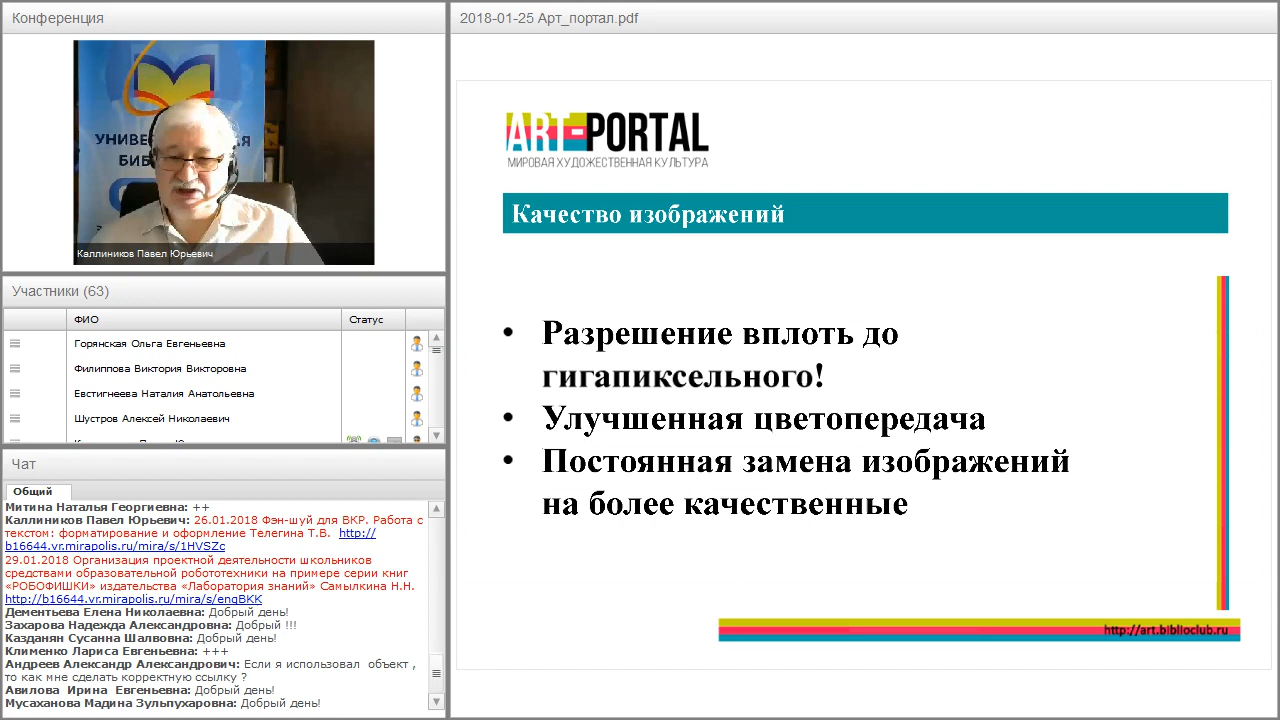 Конференция
УНИВЕ
АЯ
БИБ
Каллиников Павел Юрьевич
Участники (63)
ФИО
Статус
Горянская Ольга Евгеньевна
Филиппова Виктория Викторовна
Евстигнеева Наталия Анатольевна
Шустров Алексей Николаевич
Чат
Общий
Митина Наталья Георгиевна: ++
Каллиников Павел Юрьевич: 26.01.2018 Фэн-шуй для ВКР. Работа с
текстом: форматирование и оформление Телегина Т.В. http://
b16644.vr.mirapolis.ru/mira/s/1HVSZc
29.01.2018 Организация проектной деятельности школьников
средствами образовательной робототехники на примере серии книг
«РОБОФИШКИ» издательства «Лаборатория знаний» Самылкина Н.Н.
http://b16644.vr.mirapolis.ru/mira/s/enqBKK
Дементьева Елена Николаевна: Добрый день!
Захарова Надежда Александровна: Добрый !!!
Казданян Сусанна Шалвовна: Добрый день!
Клименко Лариса Евгеньевна: +++
Андреев Александр Александрович: Если я использовал объект ,
то как мне сделать корректную ссылку ?
Авилова Ирина Евгеньевна: Добрый день!
Мусаханова Мадина Зульпухаровна: Добрый день!
2018-01-25 Арт_портал.pdf
ART-PORTAL
МИРОВАЯ ХУДОЖЕСТВЕННАЯ КУЛЬТУРА
Качество изображений
• Разрешение вплоть до
гигапиксельного!
• Улучшенная цветопередача
• Постоянная замена изображений
на более качественные
http://art.biblioclub.ru